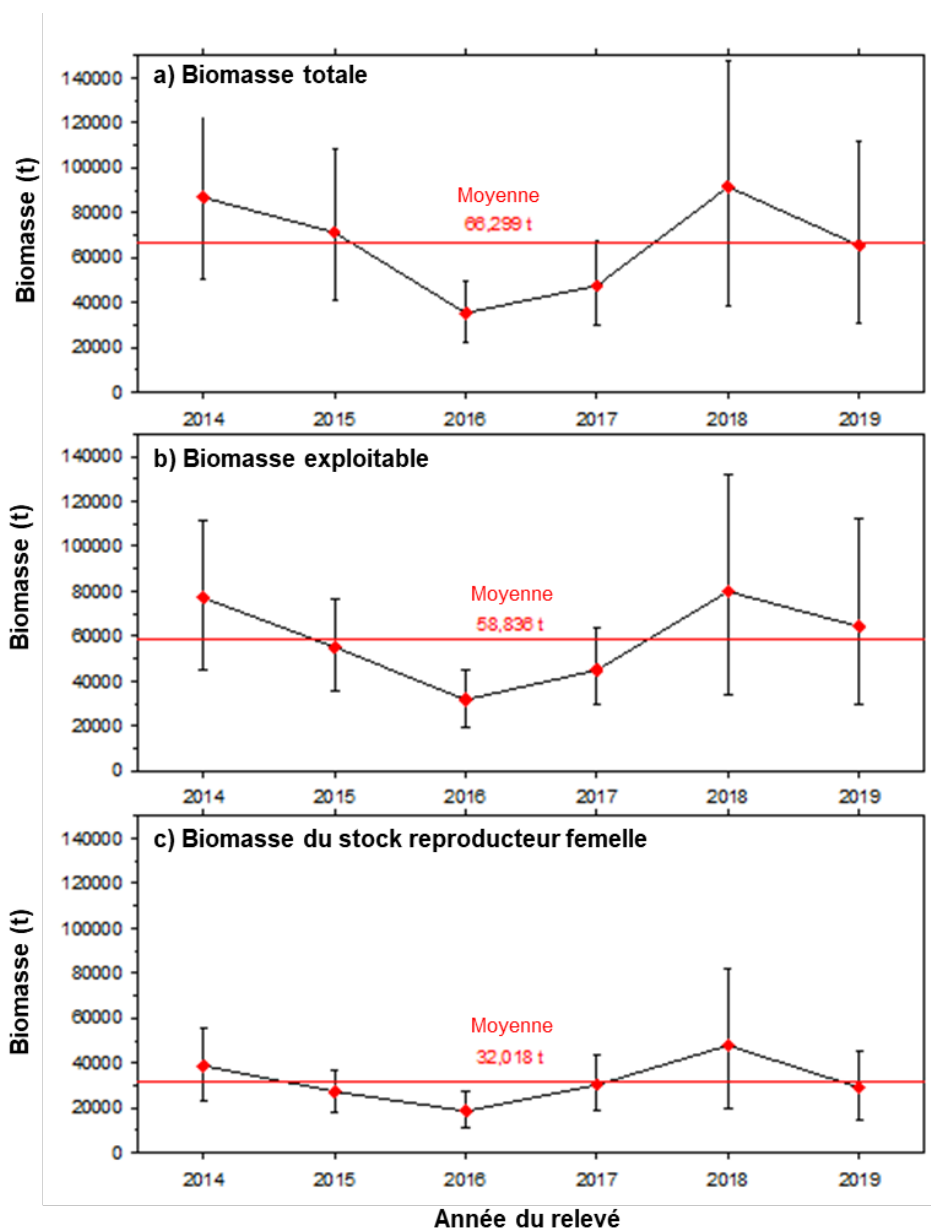 a) Biomasse totale
Biomasse (t)
140000
120000
100000
80000
60000
40000
20000
0
Moyenne
66,299 t
2014 2015 2016 2017 2018 2019
b) Biomasse exploitable
Biomasse (t)
140000
120000
100000
80000
60000
40000
20000
0
Moyenne
58,836 t
2014 2015 2016 2017 2018 2019
c) Biomasse du stock reproducteur femelle
Biomasse (t)
140000
120000
100000
80000
60000
40000
20000
0
Moyenne
32,018 t
2014 2015 2016 2017 2018 2019
Année du relevé